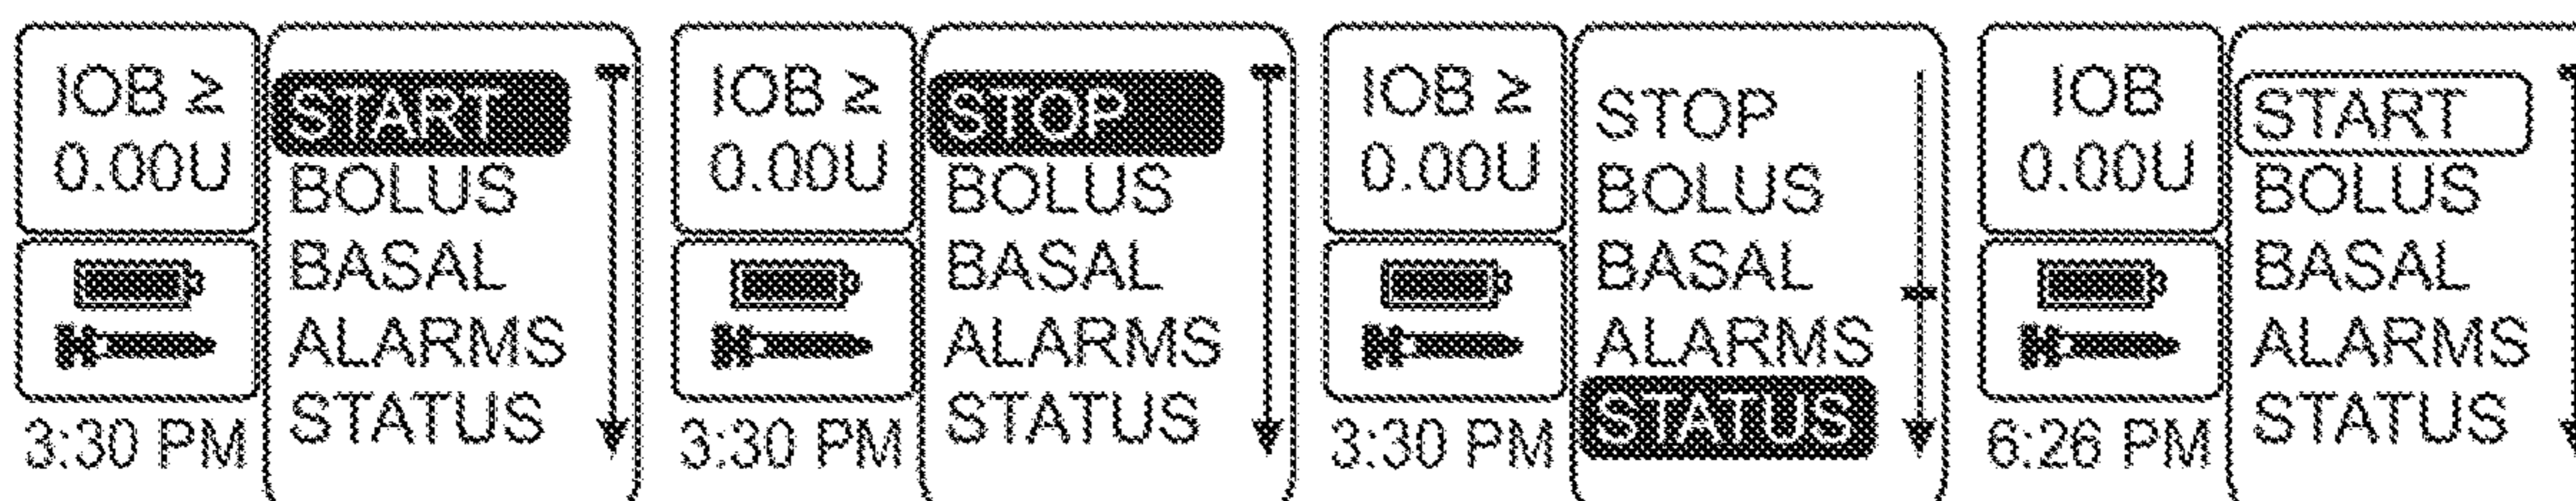 IOB ≥
0.00U
3:30 PM
START
BOLUS
BASAL
ALARMS
STATUS
IOB ≥
0.00U
3:30 PM
STOP
BOLUS
BASAL
ALARMS
STATUS
IOB ≥
0.00U
3:30 PM
STOP
BOLUS
BASAL
ALARMS
STATUS
IOB
0.00U
6:26 PM
START
BOLUS
BASAL
ALARMS
STATUS